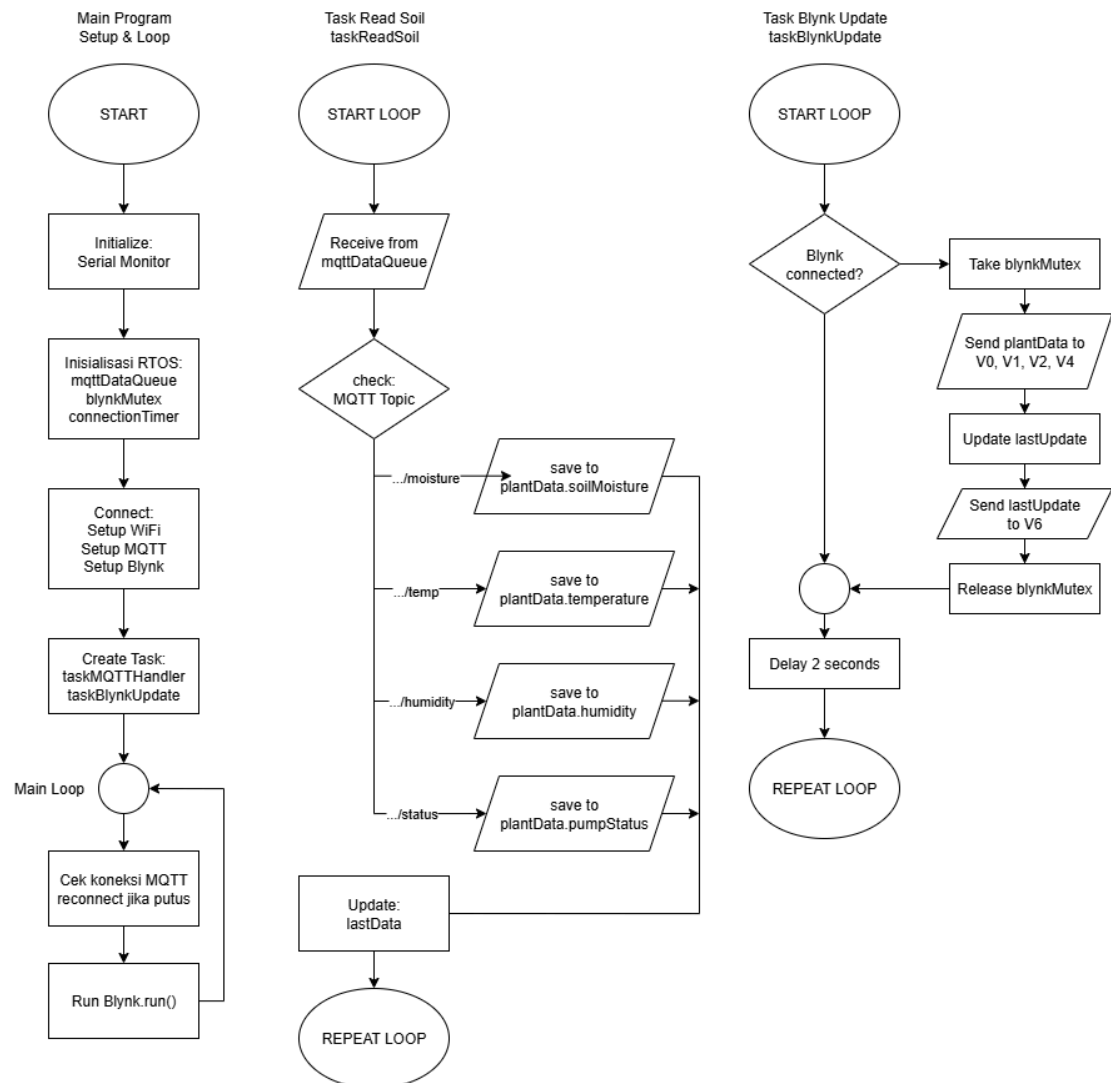 Main Program
Setup & Loop
START
Initialize:
Serial Monitor
Inisialisasi RTOS:
mqttDataQueue
blynkMutex
connectionTimer
Connect:
Setup WiFi
Setup MQTT
Setup Blynk
Create Task:
taskMQTTHandler
taskBlynkUpdate
Main Loop
Cek koneksi MQTT
reconnect jika putus
Run Blynk.run()
Task Read Soil
taskReadSoil
START LOOP
Receive from
mqttDataQueue
check:
MQTT Topic
.../moisture
save to
plantData.soilMoisture
.../temp
save to
plantData.temperature
.../humidity
save to
plantData.humidity
.../status
save to
plantData.pumpStatus
Update:
lastData
REPEAT LOOP
Task Blynk Update
taskBlynkUpdate
START LOOP
Blynk
connected?
Take blynkMutex
Send plantData to
V0, V1, V2, V4
Update lastUpdate
Send lastUpdate
to V6
Release blynkMutex
Delay 2 seconds
REPEAT LOOP